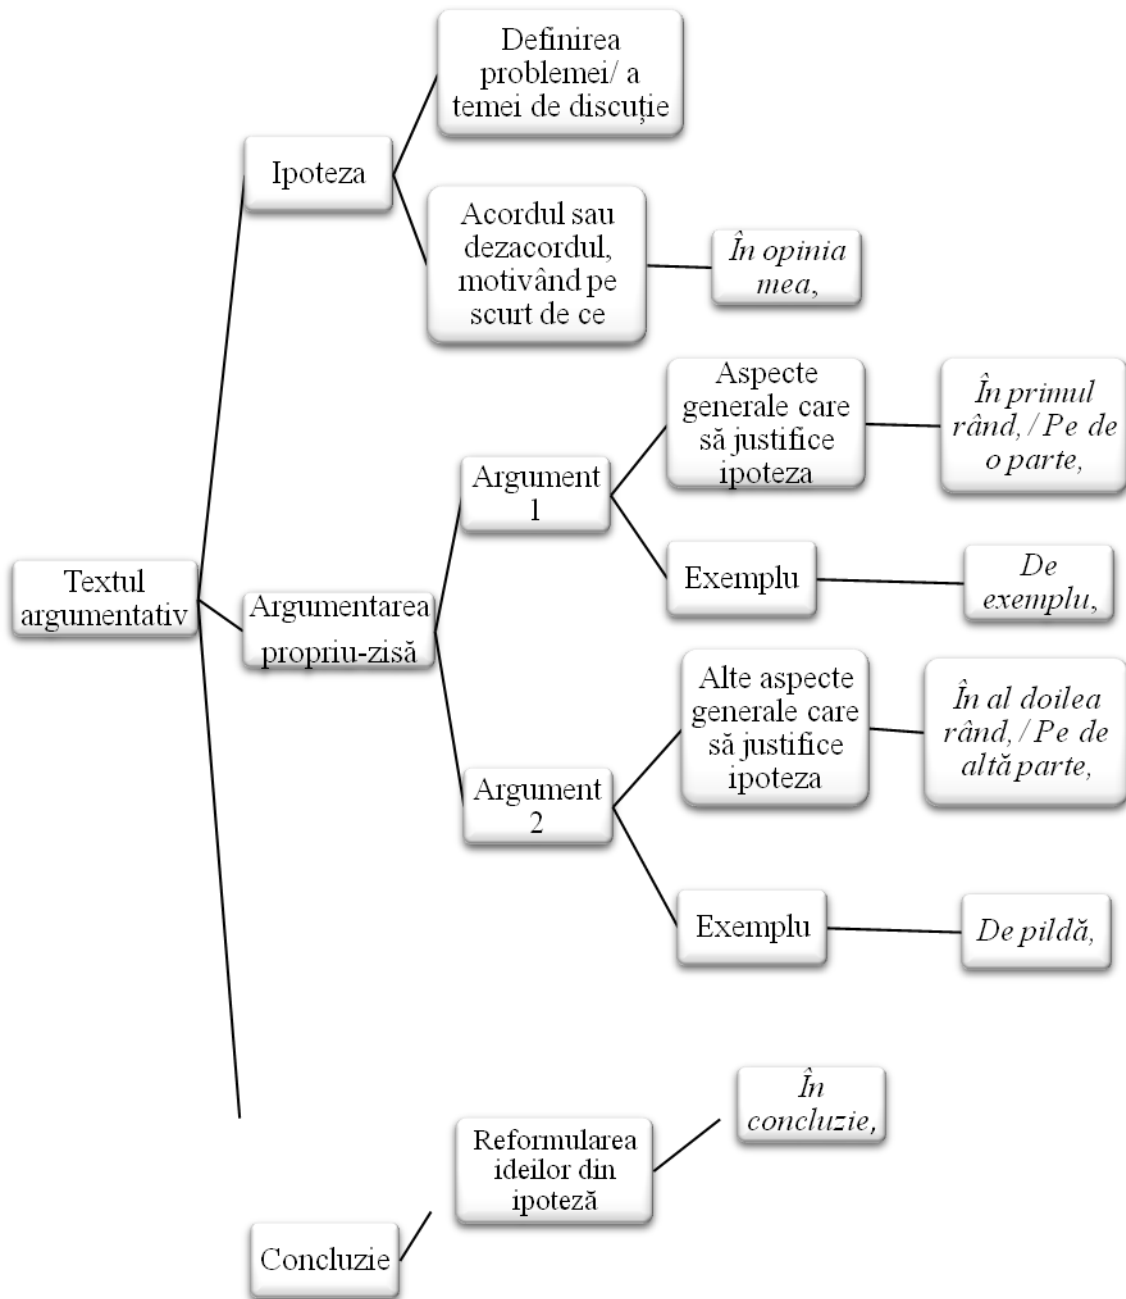 Definirea
problemei/ a
temei de discuție
Ipoteza
Acordul sau
dezacordul,
motivând pe
scurt de ce
În opinia
mea,
Aspecte
generale care
să justifice
ipoteza
În primul
rând, / Pe de
o parte,
Argument
1
Exemplu
De
exemplu,
Textul
argumentativ
Argumentarea
propriu-zisă
Alte aspecte
generale care
să justifice
ipoteza
În al doilea
rând, / Pe de
altă parte,
Argument
2
Exemplu
De pildă,
În
concluzie,
Reformularea
ideilor din
ipoteză
Concluzie